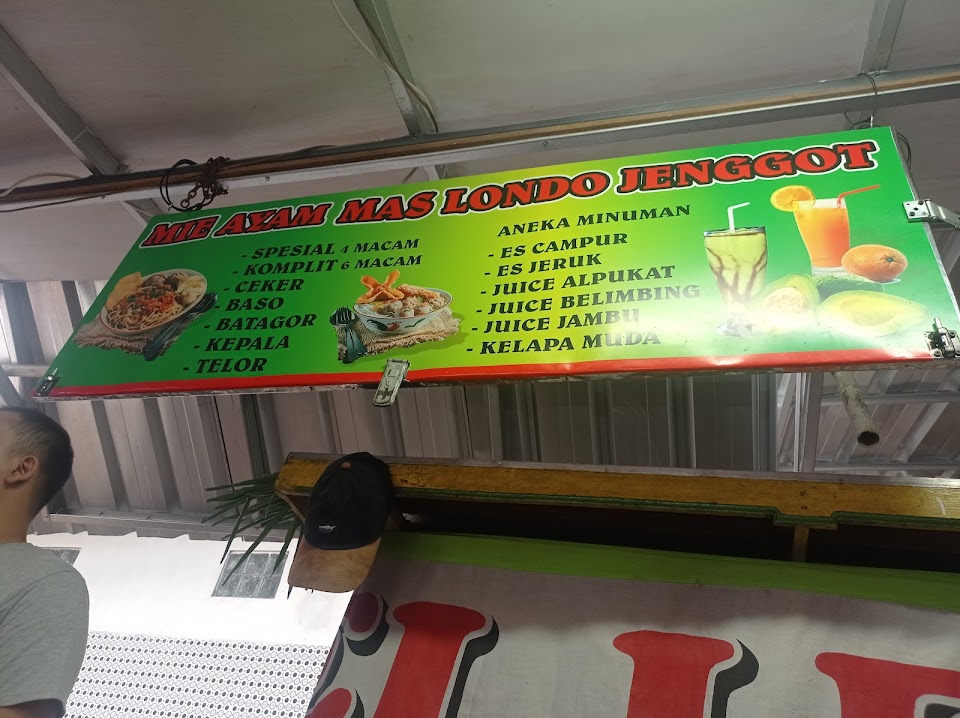 MIE AYAM MAS LONDO JENGGOT
- SPESIAL 4 MACAM
- KOMPLIT 6 MACAM
- CEKER
- BASO
- BATAGOR
- KEPALA
- TELOR
ANEKA MINUMAN
- ES CAMPUR
- ES JERUK
- JUICE ALPUKAT
- JUICE BELIMBING
- JUICE JAMBU
- KELAPA MUDA